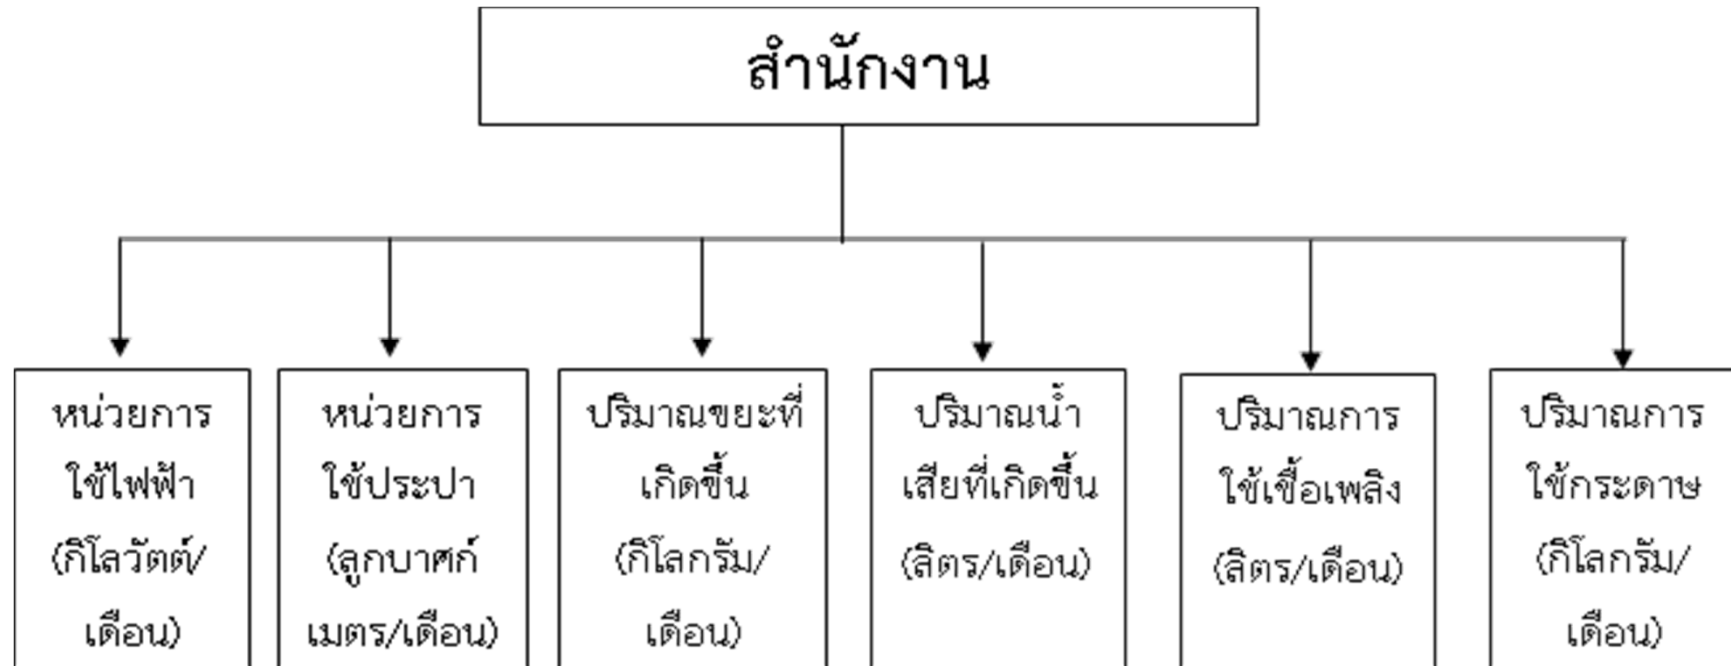 สำนักงาน
หน่วยการ
ใช้ไฟฟ้า
(กิโลวัตต์/
เดือน)
หน่วยการ
ใช้ประปา
(ลูกบาศก์
เมตร/เดือน)
ปริมาณขยะที่
เกิดขึ้น
(กิโลกรัม/
เดือน)
ปริมาณน้ำ
เสียที่เกิดขึ้น
(ลิตร/เดือน)
ปริมาณการ
ใช้เชื้อเพลิง
(ลิตร/เดือน)
ปริมาณการ
ใช้กระดาษ
(กิโลกรัม/
เดือน)